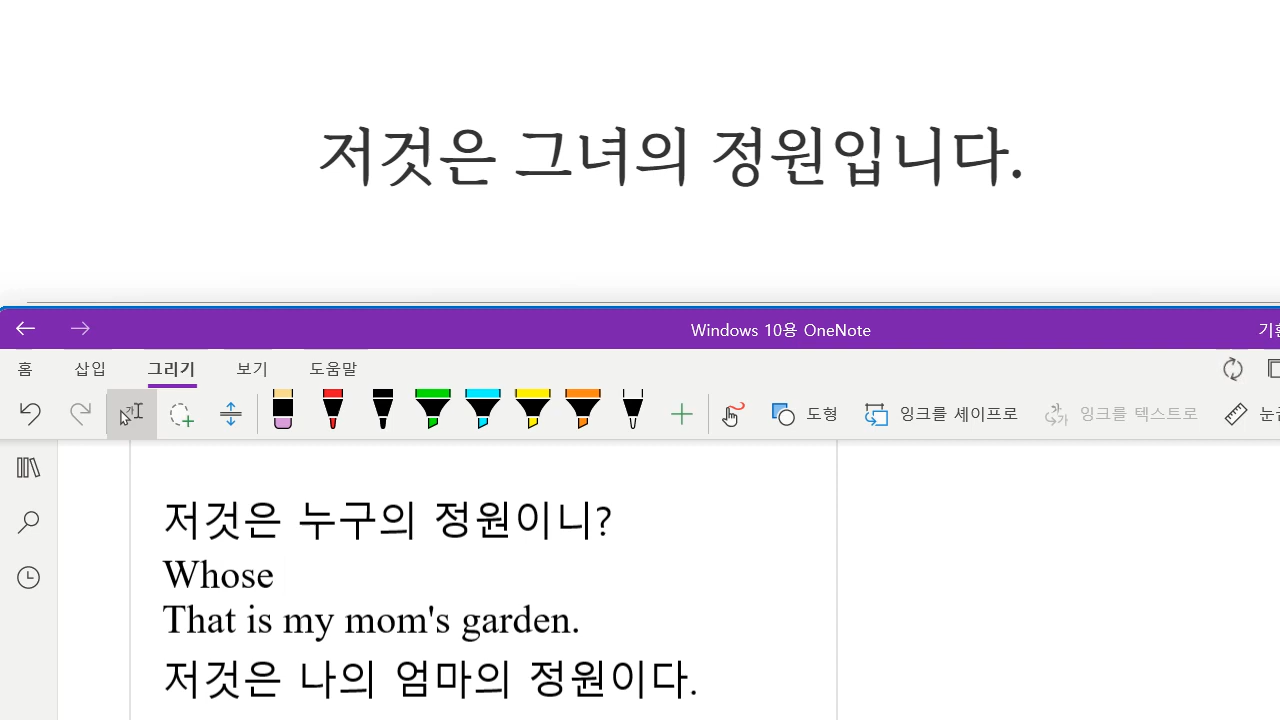 저것은 그녀의 정원입니다.
Windows 10용 OneNote
홈 삽입 그리기 보기 도움말
도형 잉크를 셰이프로 잉크를 텍스트로
저것은 누구의 정원이니?
Whose
That is my mom's garden.
저것은 나의 엄마의 정원이다.